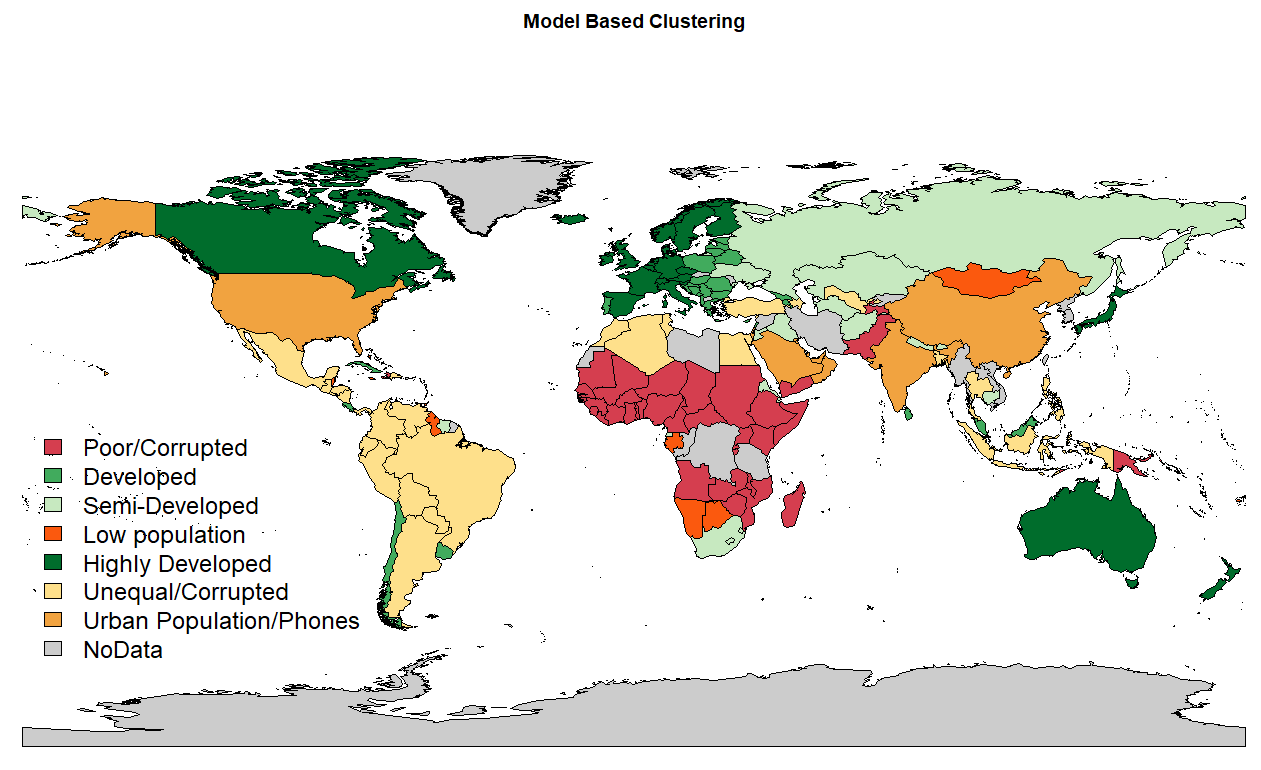 Model Based Clustering
Poor/Corrupted
Developed
Semi-Developed
Low population
Highly Developed
Unequal/Corrupted
Urban Population/Phones
NoData